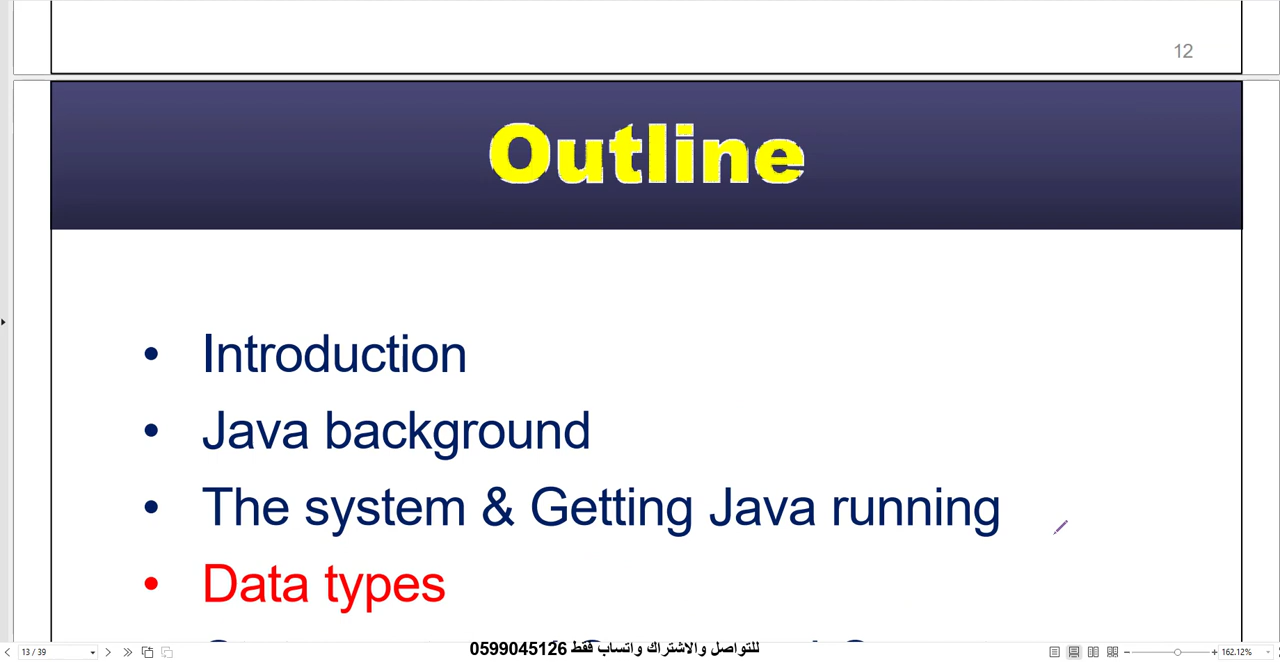 12
Outline
• Introduction
• Java background
• The system & Getting Java running
• Data types
للتواصل والاشتراك واتساب فقط 0599045126
13 / 39
162.12%